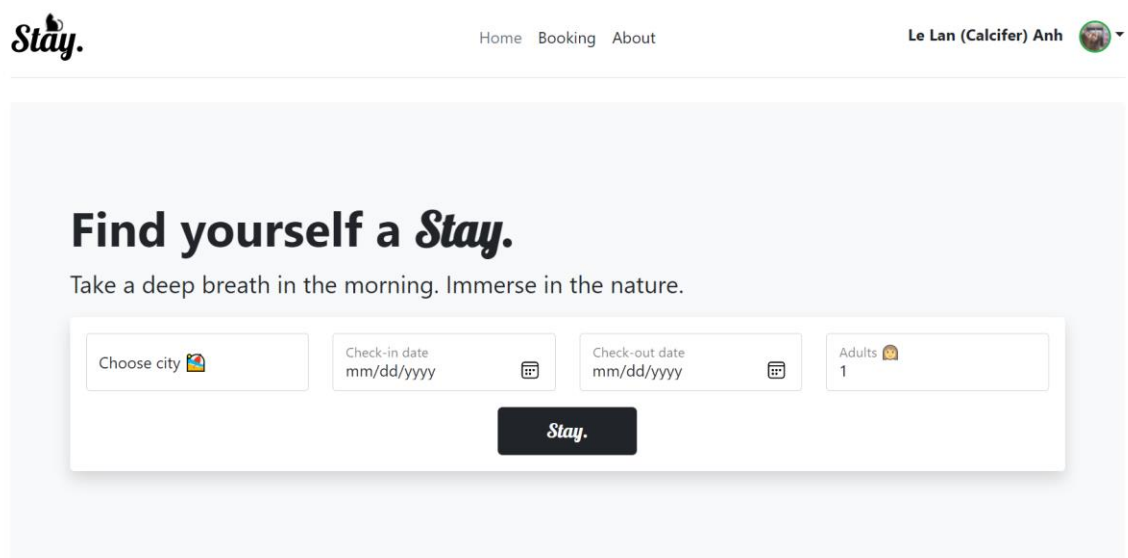 Stay.
Home Booking About
Le Lan (Calcifer) Anh
Find yourself a Stay.
Take a deep breath in the morning. Immerse in the nature.
Choose city 🏖️
Check-in date
mm/dd/yyyy
Check-out date
mm/dd/yyyy
Adults 👩
1
Stay.